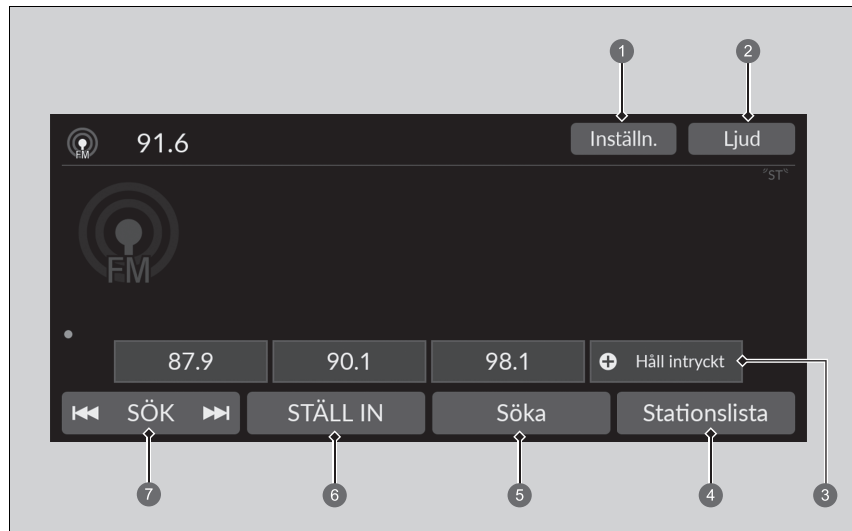 1 2
FM 91.6 Inställn. Ljud
ST
FM
87.9 90.1 98.1 Håll intryckt
SÖK STÄLL IN Söka Stationslista
7 6 5 4 3